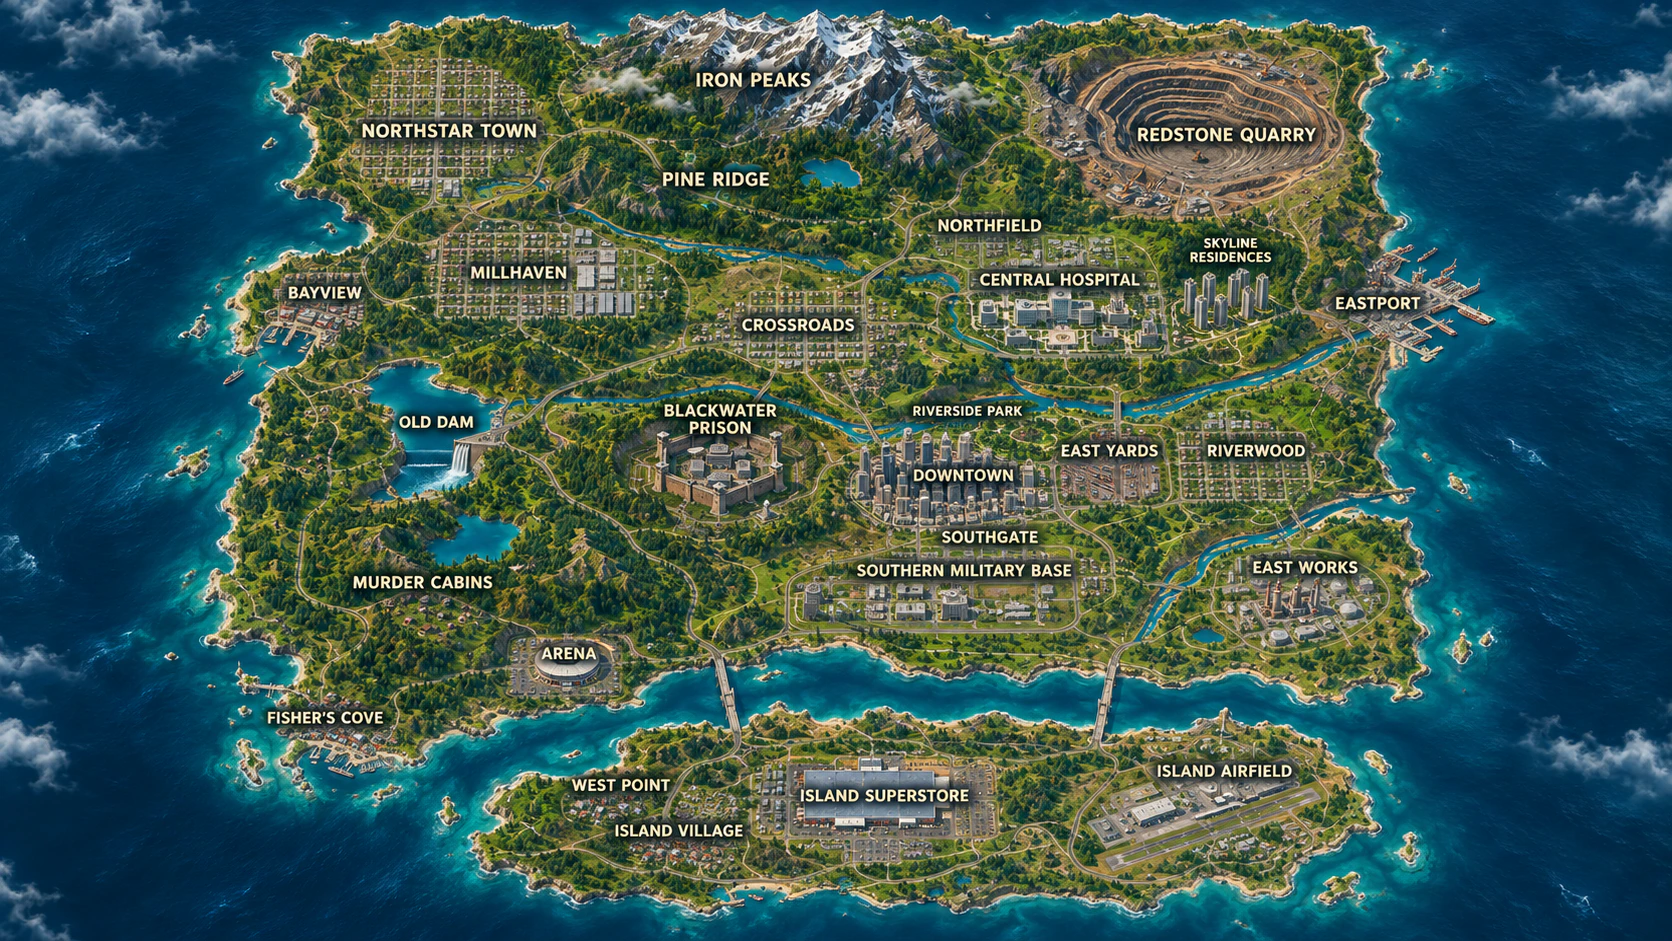 IRON PEAKS
NORTHSTAR TOWN
REDSTONE QUARRY
PINE RIDGE
NORTHFIELD
SKYLINE
RESIDENCES
MILLHAVEN
CENTRAL HOSPITAL
BAYVIEW
EASTPORT
CROSSROADS
BLACKWATER
PRISON
RIVERSIDE PARK
OLD DAM
EAST YARDS
RIVERWOOD
DOWNTOWN
SOUTHGATE
SOUTHERN MILITARY BASE
EAST WORKS
MURDER CABINS
ARENA
FISHER'S COVE
ISLAND AIRFIELD
WEST POINT
ISLAND SUPERSTORE
ISLAND VILLAGE